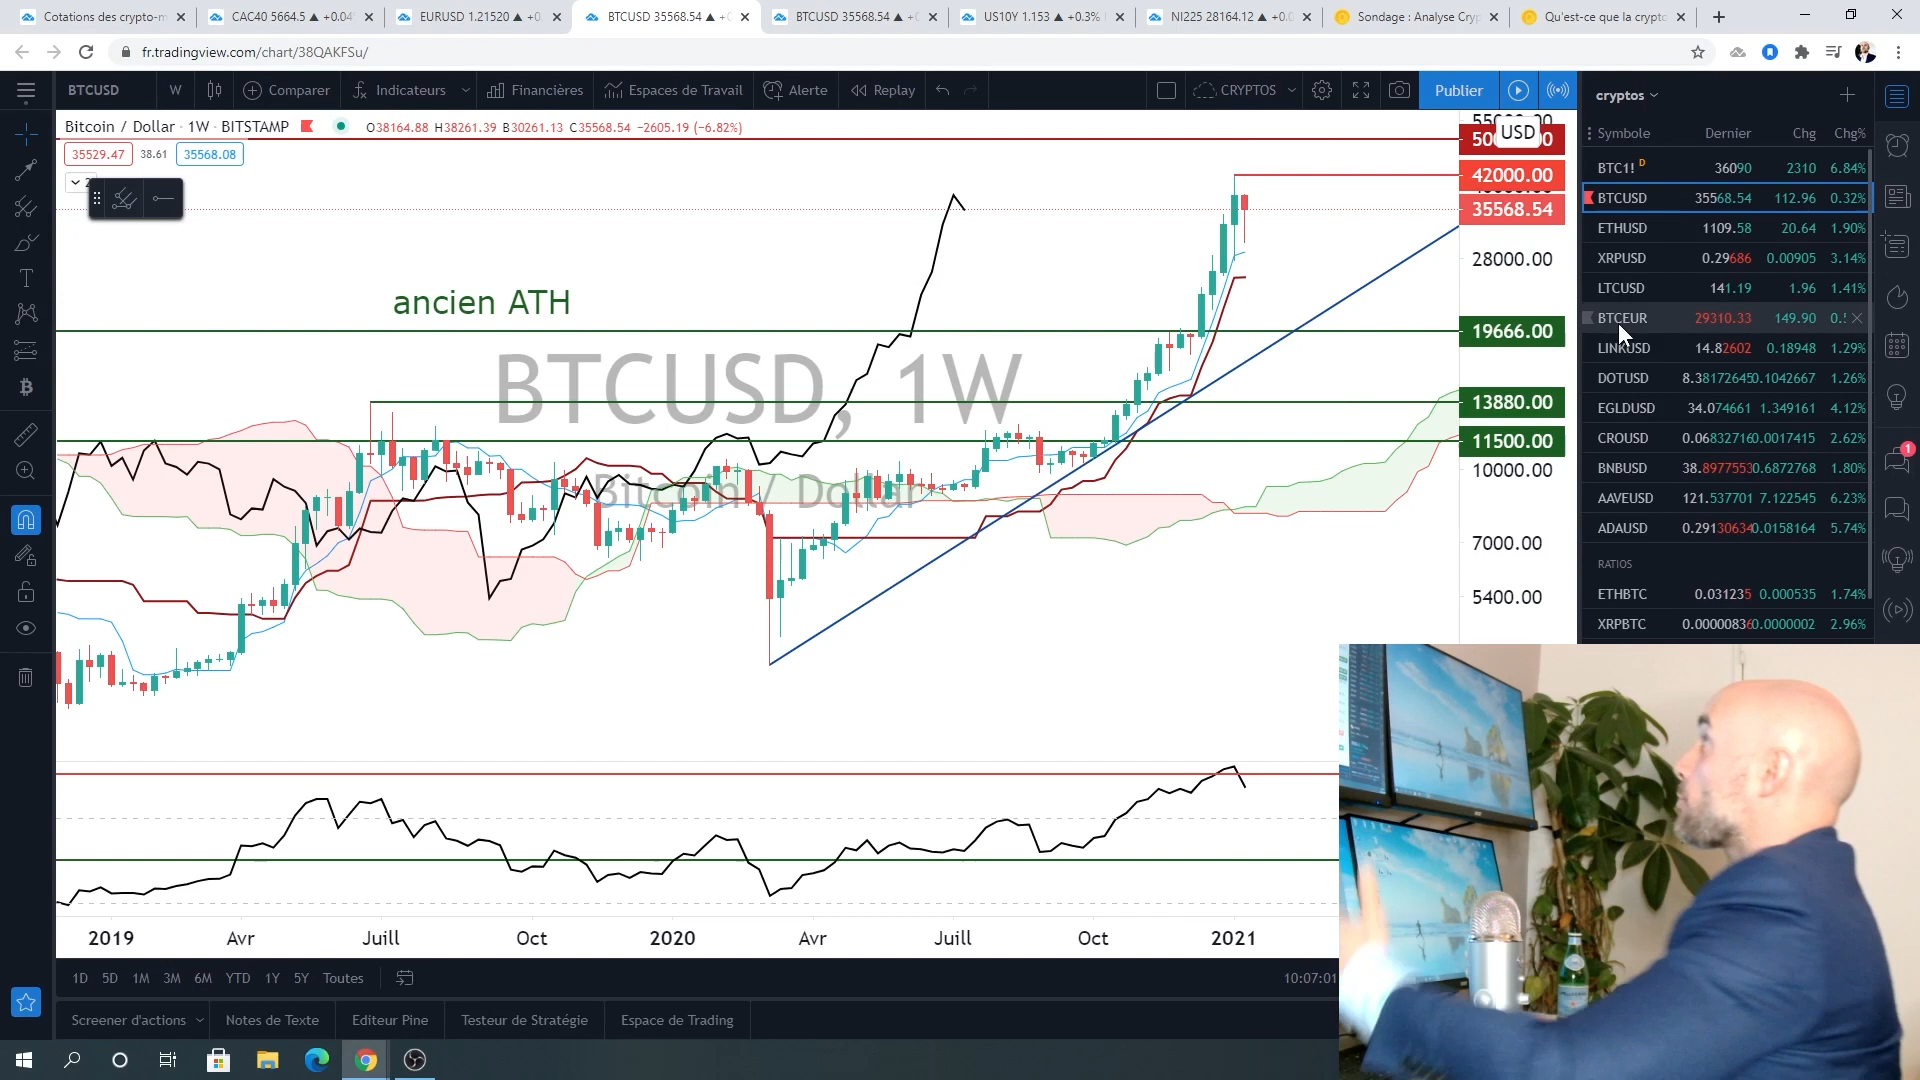 Cotations des crypto-m
CAC40 5664.5 ▲ +0.04
EURUSD 1.21520 ▲ +0.
BTCUSD 35568.54 ▲ +0
BTCUSD 35568.54 ▲
US10Y 1.153 ▲ +0.3%
NI225 28164.12 ▲ +0.
Sondage : Analyse Cryp
Qu'est-ce que la crypto
fr.tradingview.com/chart/38QAKFSu/
BTCUSD W Comparer Indicateurs Financières Espaces de Travail Alerte Replay CRYPTOS Publier
cryptos
Bitcoin / Dollar · 1W · BITSTAMP O38164.88 H38261.39 B30261.13 C35568.54 −2605.19 (−6.82%)
35529.47 38.61 35568.08
USD
42000.00
35568.54
28000.00
19666.00
13880.00
11500.00
10000.00
7000.00
5400.00
ancien ATH
BTCUSD, 1W
Bitcoin / Dollar
2019 Avr Juill Oct 2020 Avr Juill Oct 2021
1D 5D 1M 3M 6M YTD 1Y 5Y Toutes
10:07:01
Screener d'actions Notes de Texte Editeur Pine Testeur de Stratégie Espace de Trading
Symbole Dernier Chg Chg%
BTC1! D 36090 2310 6.84%
BTCUSD 35568.54 112.96 0.32%
ETHUSD 1109.58 20.64 1.90%
XRPUSD 0.29686 0.00905 3.14%
LTCUSD 141.19 1.96 1.41%
BTCEUR 29310.33 149.90
LINKUSD 14.82602 0.18948 1.29%
DOTUSD 8.38172645 0.1042667 1.26%
EGLDUSD 34.074661 1.349161 4.12%
CROUSD 0.06832716 0.0017415 2.62%
BNBUSD 38.8977553 0.6872768 1.80%
AAVEUSD 121.537701 7.122545 6.23%
ADAUSD 0.29130634 0.0158164 5.74%
RATIOS
ETHBTC 0.031235 0.000535 1.74%
XRPBTC 0.00000836 0.0000002 2.96%
1